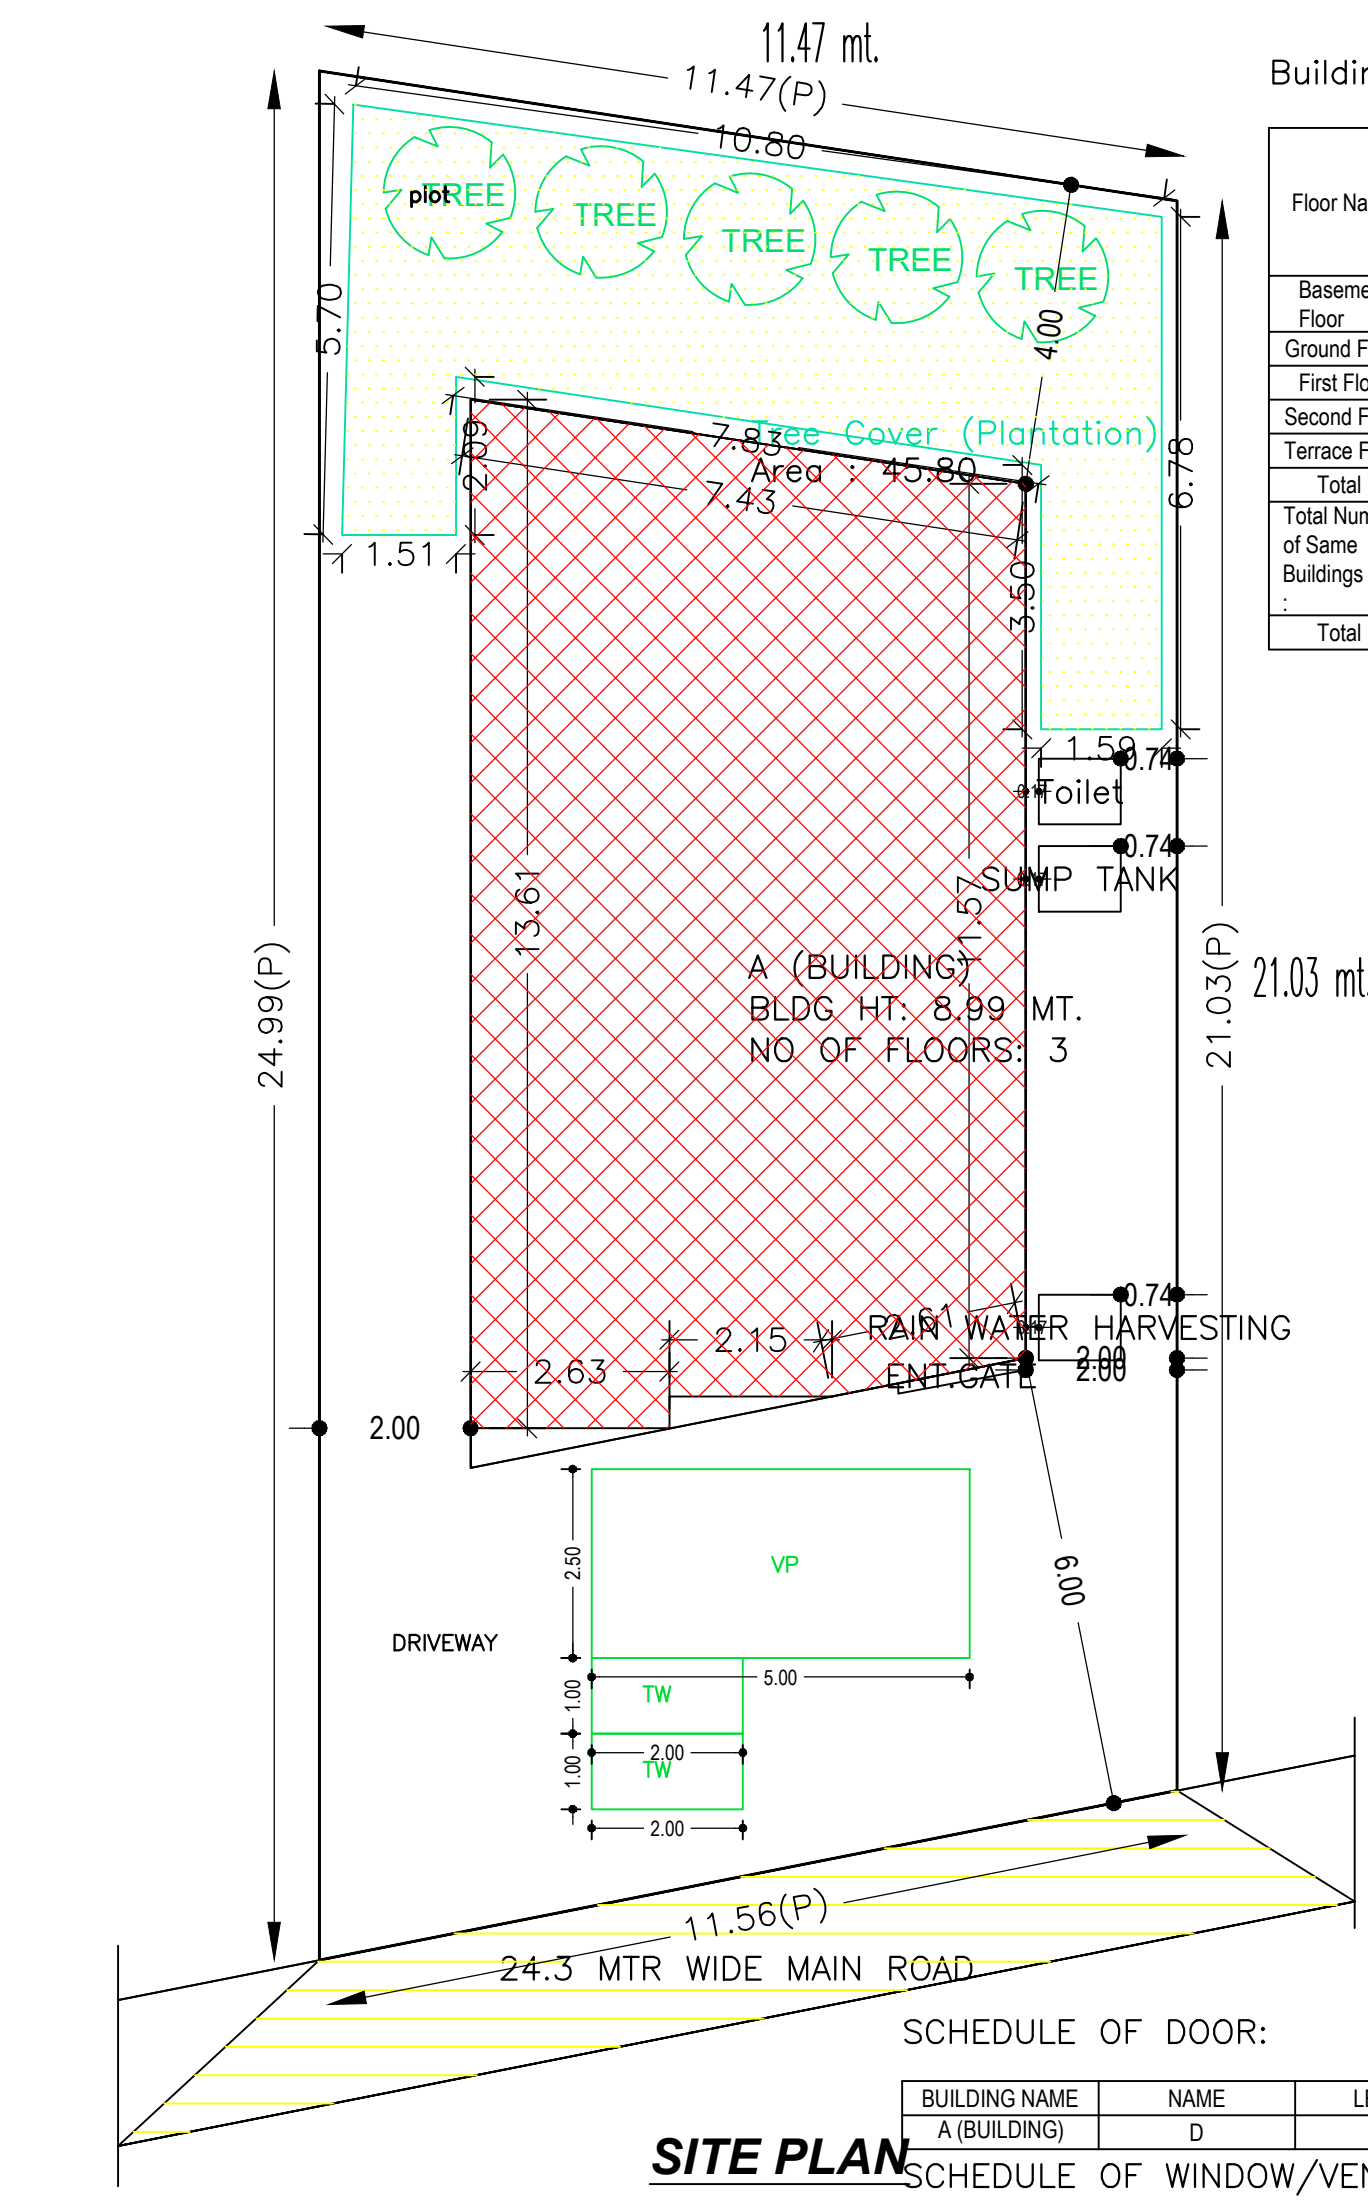 11.47 mt.
11.47(P)
10.80
Buildin
Floor Na
Baseme
Floor
Ground F
First Flo
Second F
Terrace F
Total
Total Num
of Same
Buildings
:
Total
plot
TREE
TREE
TREE
TREE
TREE
5.70
4.00
2.09
7.83
Tree Cover (Plantation)
Area : 45.80
7.43
6.78
1.51
3.50
1.59
0.74
Toilet
0.74
SUMP TANK
13.61
11.57
24.99(P)
21.03(P)
21.03 mt.
A (BUILDING)
BLDG HT: 8.99 MT.
NO OF FLOORS: 3
0.74
2.61
RAIN WATER HARVESTING
2.15
2.00
2.00
2.63
ENT.GATE
2.00
VP
2.50
6.00
DRIVEWAY
5.00
TW
1.00
2.00
TW
1.00
2.00
11.56(P)
24.3 MTR WIDE MAIN ROAD
SCHEDULE OF DOOR:
BUILDING NAME NAME LE
A (BUILDING) D
SITE PLAN
SCHEDULE OF WINDOW/VEN